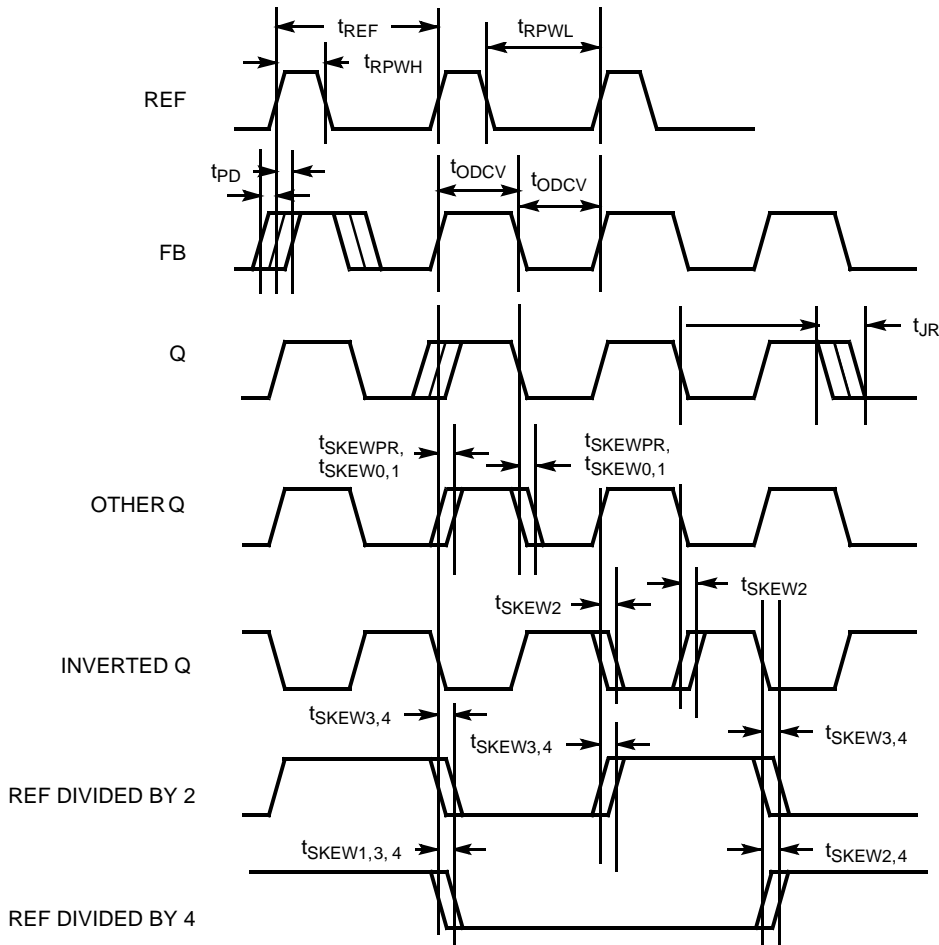 tREF
tRPWL
tRPWH
REF
tPD
tODCV
tODCV
FB
tJR
Q
tSKEWPR,
tSKEW0,1
tSKEWPR,
tSKEW0,1
OTHER Q
tSKEW2
tSKEW2
INVERTED Q
tSKEW3,4
tSKEW3,4
tSKEW3,4
REF DIVIDED BY 2
tSKEW1,3, 4
tSKEW2,4
REF DIVIDED BY 4